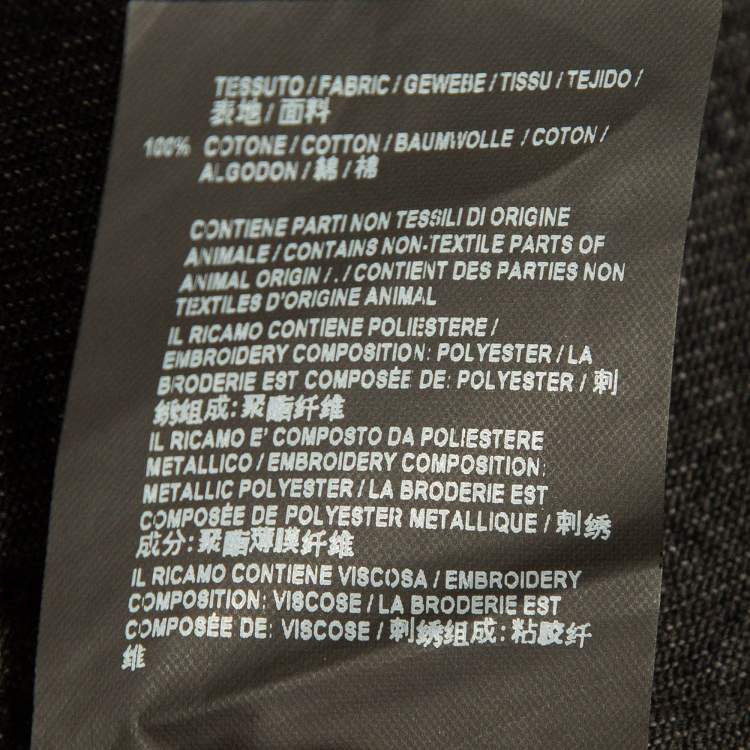 TESSUTO / FABRIC / GEWEBE / TISSU / TEJIDO /
表地 / 面料
100% COTONE / COTTON / BAUMWOLLE / COTON /
ALGODON / 綿 / 棉
CONTIENE PARTI NON TESSILI DI ORIGINE
ANIMALE / CONTAINS NON-TEXTILE PARTS OF
ANIMAL ORIGIN / . / CONTIENT DES PARTIES NON
TEXTILES D'ORIGINE ANIMAL
IL RICAMO CONTIENE POLIESTERE /
EMBROIDERY COMPOSITION: POLYESTER / LA
BRODERIE EST COMPOSÉE DE: POLYESTER / 刺
绣组成: 聚酯纤维
IL RICAMO E' COMPOSTO DA POLIESTERE
METALLICO / EMBROIDERY COMPOSITION:
METALLIC POLYESTER / LA BRODERIE EST
COMPOSÉE DE POLYESTER METALLIQUE / 刺绣
成分: 聚酯薄膜纤维
IL RICAMO CONTIENE VISCOSA / EMBROIDERY
COMPOSITION: VISCOSE / LA BRODERIE EST
COMPOSÉE DE: VISCOSE / 刺绣组成: 粘胶纤
维